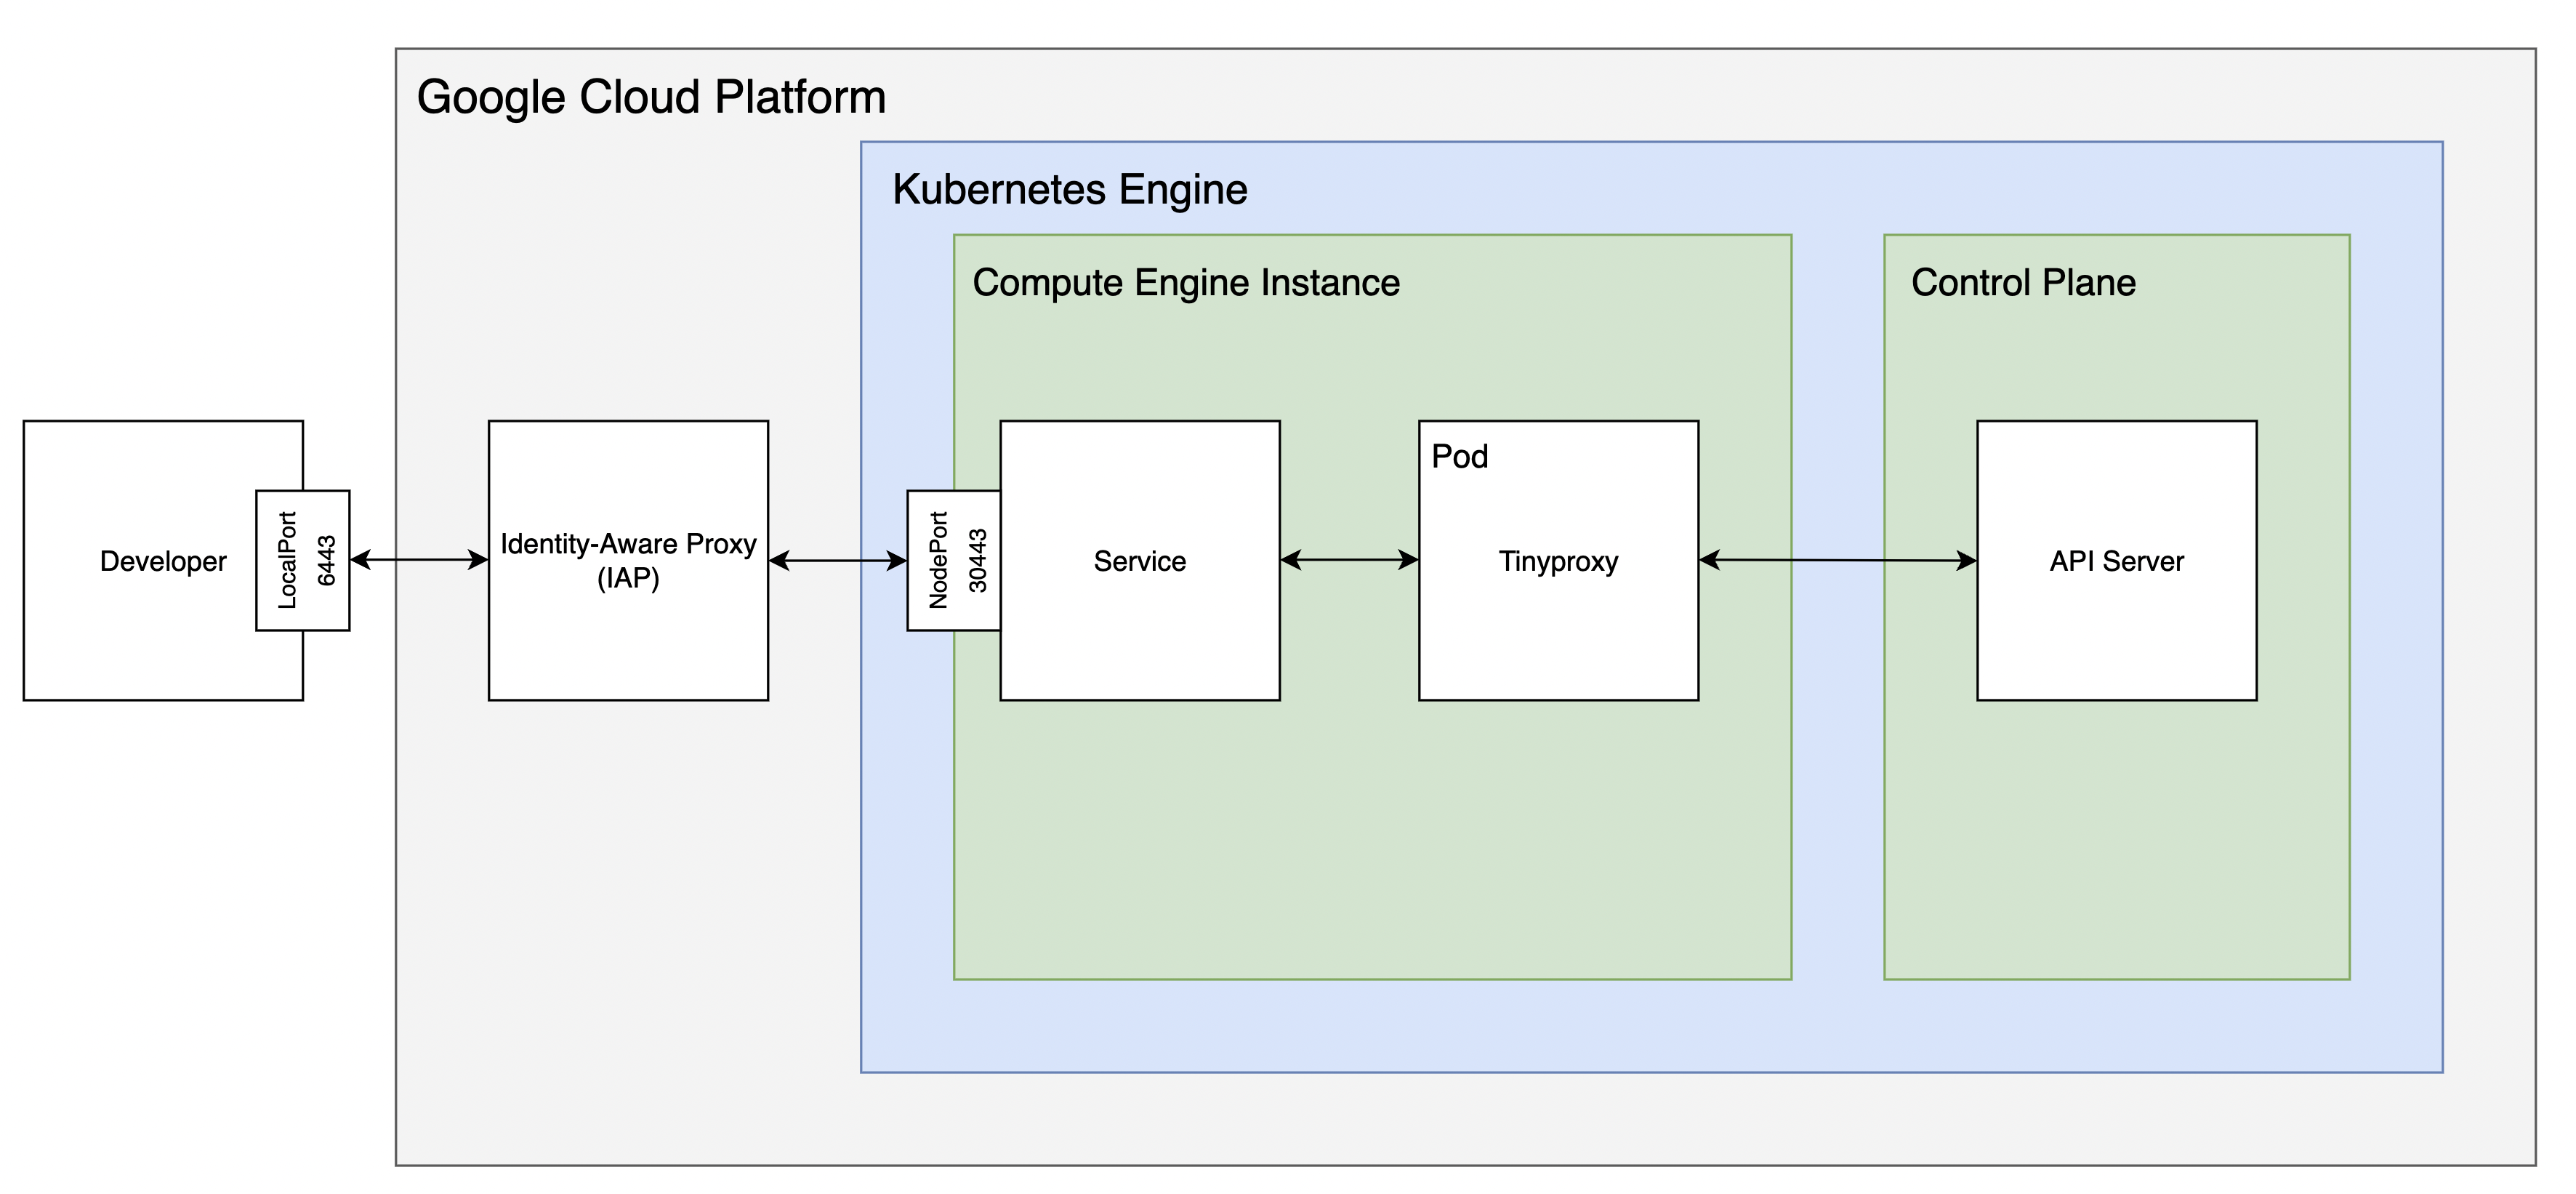 Google Cloud Platform
Kubernetes Engine
Compute Engine Instance
Control Plane
Developer
LocalPort
6443
Identity-Aware Proxy
(IAP)
NodePort
30443
Service
Pod
Tinyproxy
API Server